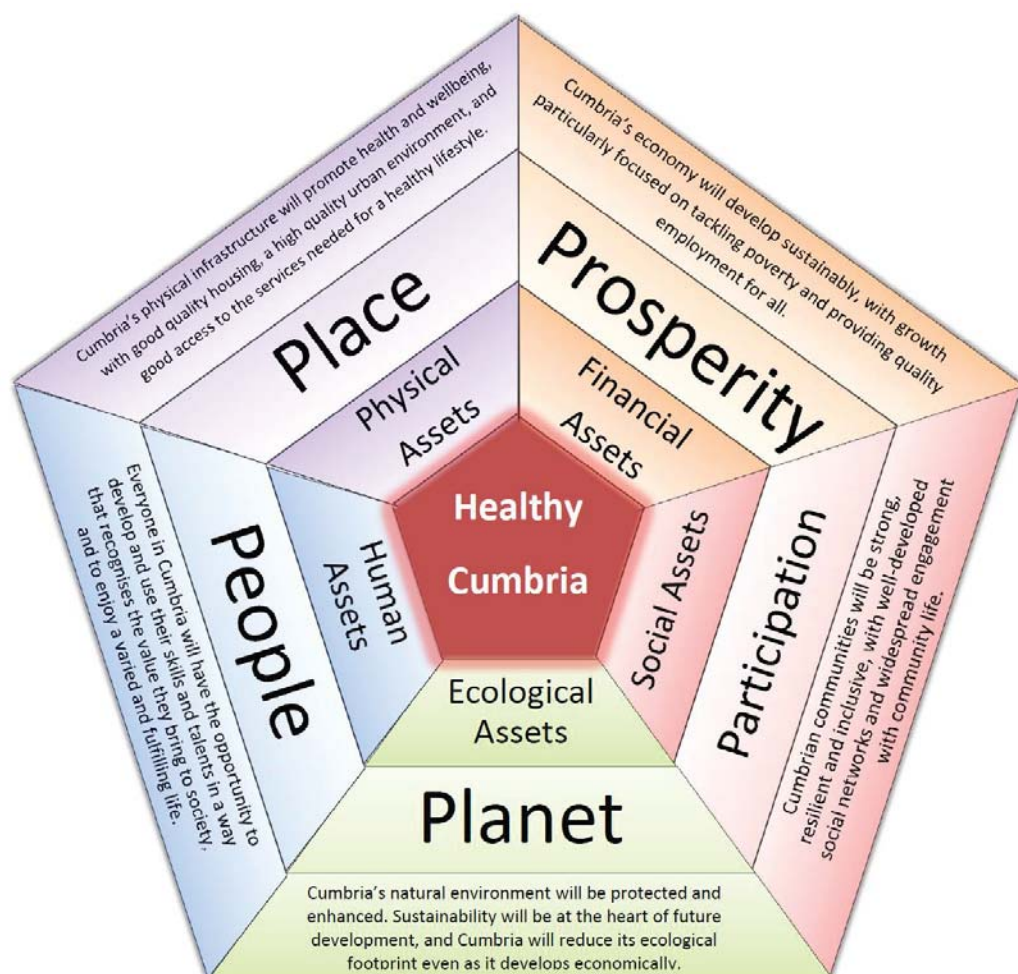 Cumbria's physical infrastructure will promote health and wellbeing,
with good quality housing, a high quality urban environment, and
good access to the services needed for a healthy lifestyle.
Place
Physical
Assets
Cumbria's economy will develop sustainably, with growth
particularly focused on tackling poverty and providing quality
employment for all.
Prosperity
Financial
Assets
Healthy
Cumbria
Everyone in Cumbria will have the opportunity to
develop and use their skills and talents in a way
that recognises the value they bring to society,
and to enjoy a varied and fulfilling life.
People
Human
Assets
Social Assets
Participation
Cumbrian communities will be strong,
resilient and inclusive, with well-developed
social networks and widespread engagement
with community life.
Ecological
Assets
Planet
Cumbria's natural environment will be protected and
enhanced. Sustainability will be at the heart of future
development, and Cumbria will reduce its ecological
footprint even as it develops economically.